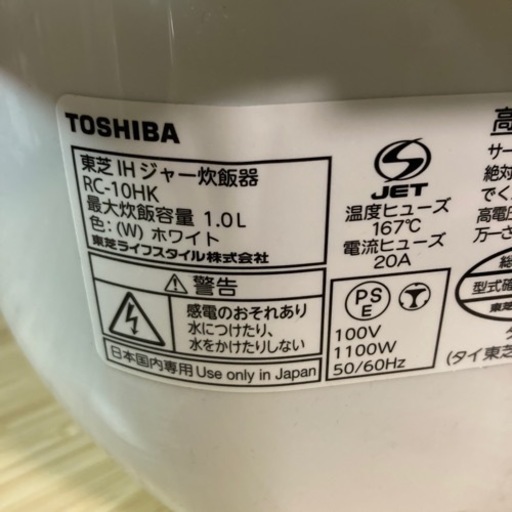 TOSHIBA
東芝IHジャー炊飯器
RC-10HK
最大炊飯容量 1.0L
色:(W) ホワイト
東芝ライフスタイル株式会社
警告
感電のおそれあり
水につけたり、
水をかけたりしない
日本国内専用 Use only in Japan
JET
温度ヒューズ
167℃
電流ヒューズ
20A
PS
E
100V
1100W
50/60Hz
高
サー
絶対
でく
高電圧
万一さ
総
型式確
東芝
タ
(タイ東芝